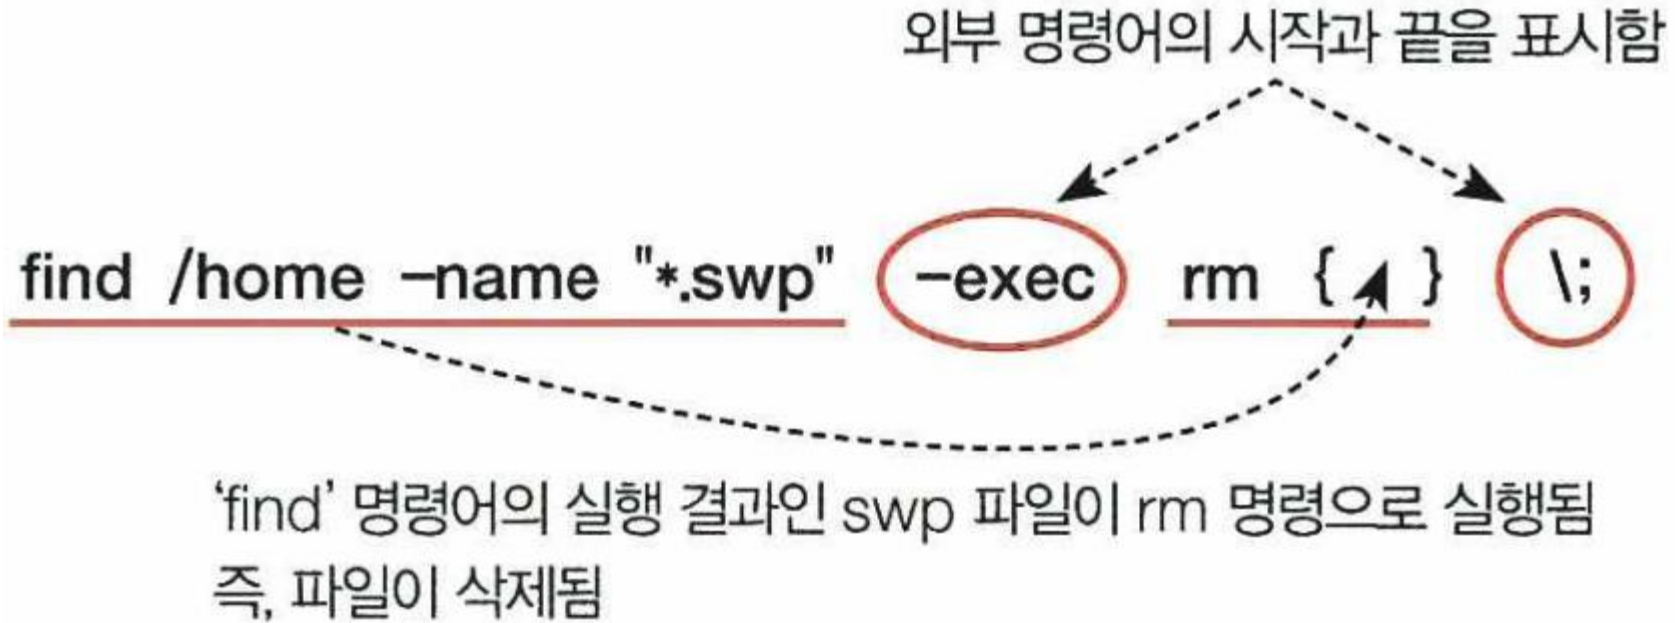 외부 명령어의 시작과 끝을 표시함
find /home –name "*.swp" –exec rm { } \;
‘find’ 명령어의 실행 결과인 swp 파일이 rm 명령으로 실행됨
즉, 파일이 삭제됨